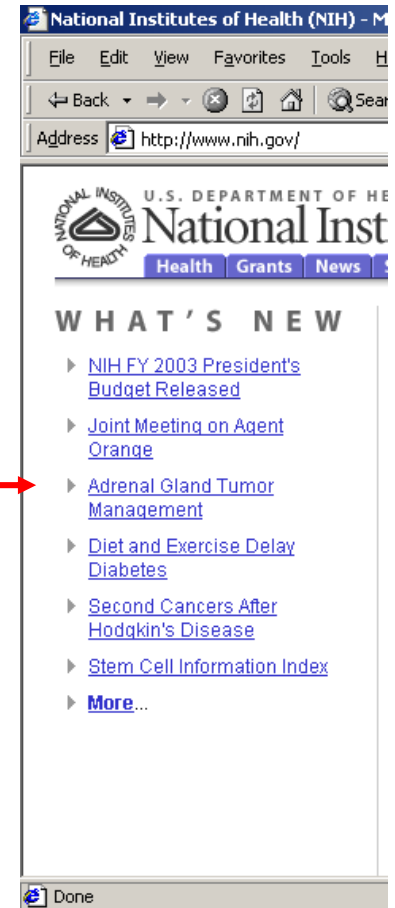 National Institutes of Health (NIH) - M
File Edit View Favorites Tools H
Back Sear
Address http://www.nih.gov/
NATIONAL INSTITUTES OF HEALTH
U.S. DEPARTMENT OF HE
National Inst
Health Grants News S
WHAT'S NEW
NIH FY 2003 President's
Budget Released
Joint Meeting on Agent
Orange
Adrenal Gland Tumor
Management
Diet and Exercise Delay
Diabetes
Second Cancers After
Hodgkin's Disease
Stem Cell Information Index
More...
Done